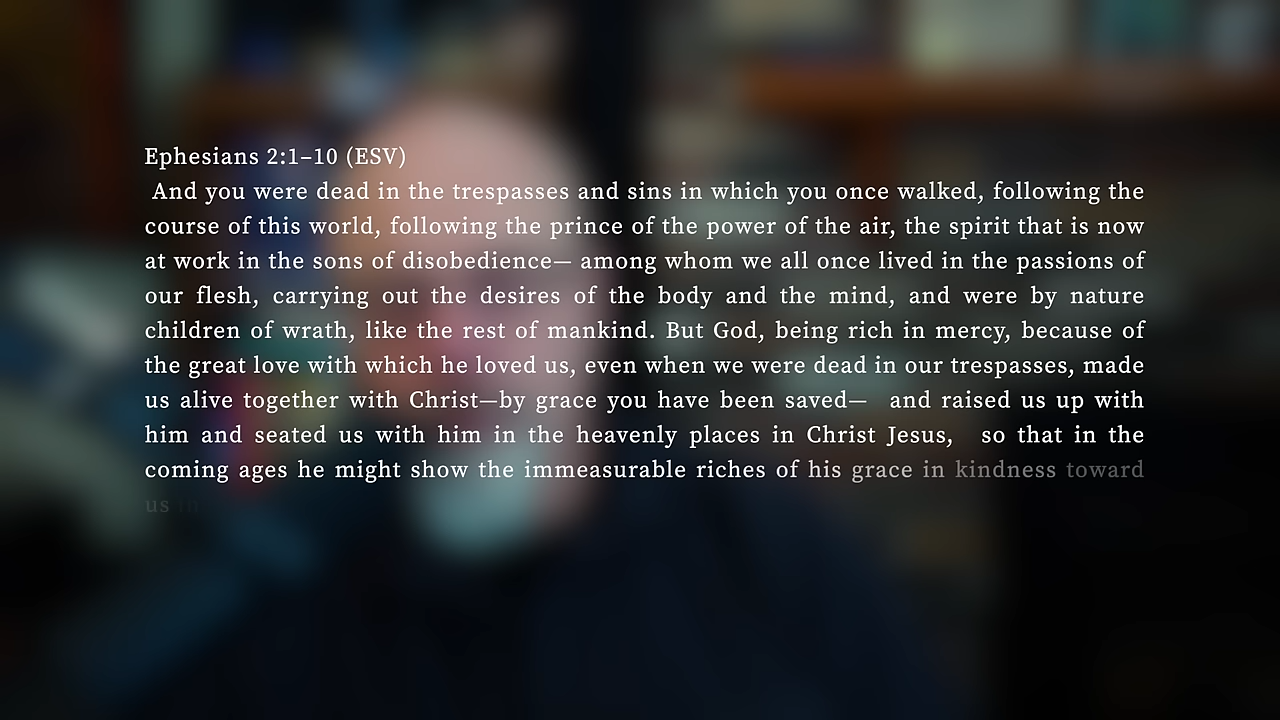 Ephesians 2:1–10 (ESV)
And you were dead in the trespasses and sins in which you once walked, following the
course of this world, following the prince of the power of the air, the spirit that is now
at work in the sons of disobedience— among whom we all once lived in the passions of
our flesh, carrying out the desires of the body and the mind, and were by nature
children of wrath, like the rest of mankind. But God, being rich in mercy, because of
the great love with which he loved us, even when we were dead in our trespasses, made
us alive together with Christ—by grace you have been saved— and raised us up with
him and seated us with him in the heavenly places in Christ Jesus, so that in the
coming ages he might show the immeasurable riches of his grace in kindness toward
us in